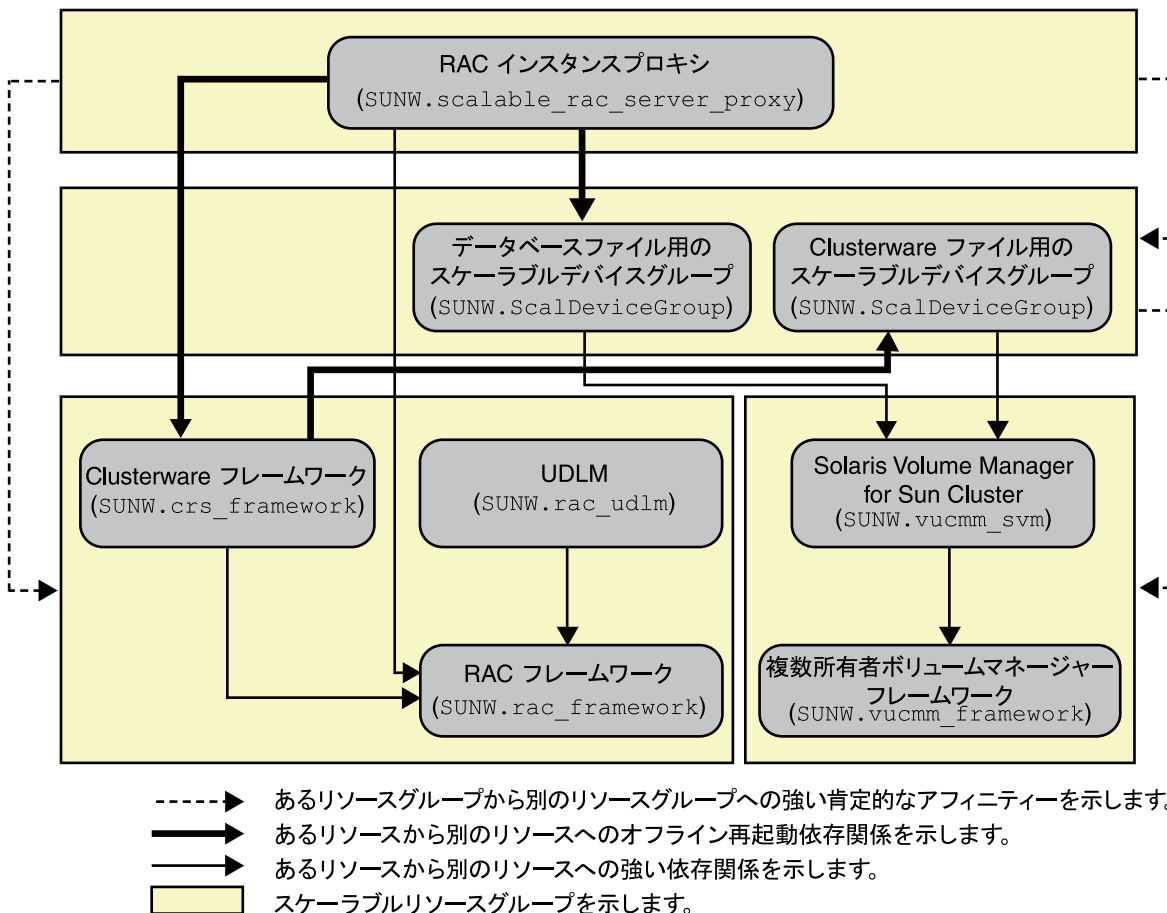 RAC インスタンスプロキシ
(SUNW.scalable_rac_server_proxy)
データベースファイル用の
スケーラブルデバイスグループ
(SUNW.ScalDeviceGroup)
Clusterware ファイル用の
スケーラブルデバイスグループ
(SUNW.ScalDeviceGroup)
Clusterware フレームワーク
(SUNW.crs_framework)
UDLM
(SUNW.rac_udlm)
Solaris Volume Manager
for Sun Cluster
(SUNW.vucmm_svm)
RAC フレームワーク
(SUNW.rac_framework)
複数所有者ボリュームマネージャー
フレームワーク
(SUNW.vucmm_framework)
あるリソースグループから別のリソースグループへの強い肯定的なアフィニティーを示します。
あるリソースから別のリソースへのオフライン再起動依存関係を示します。
あるリソースから別のリソースへの強い依存関係を示します。
スケーラブルリソースグループを示します。